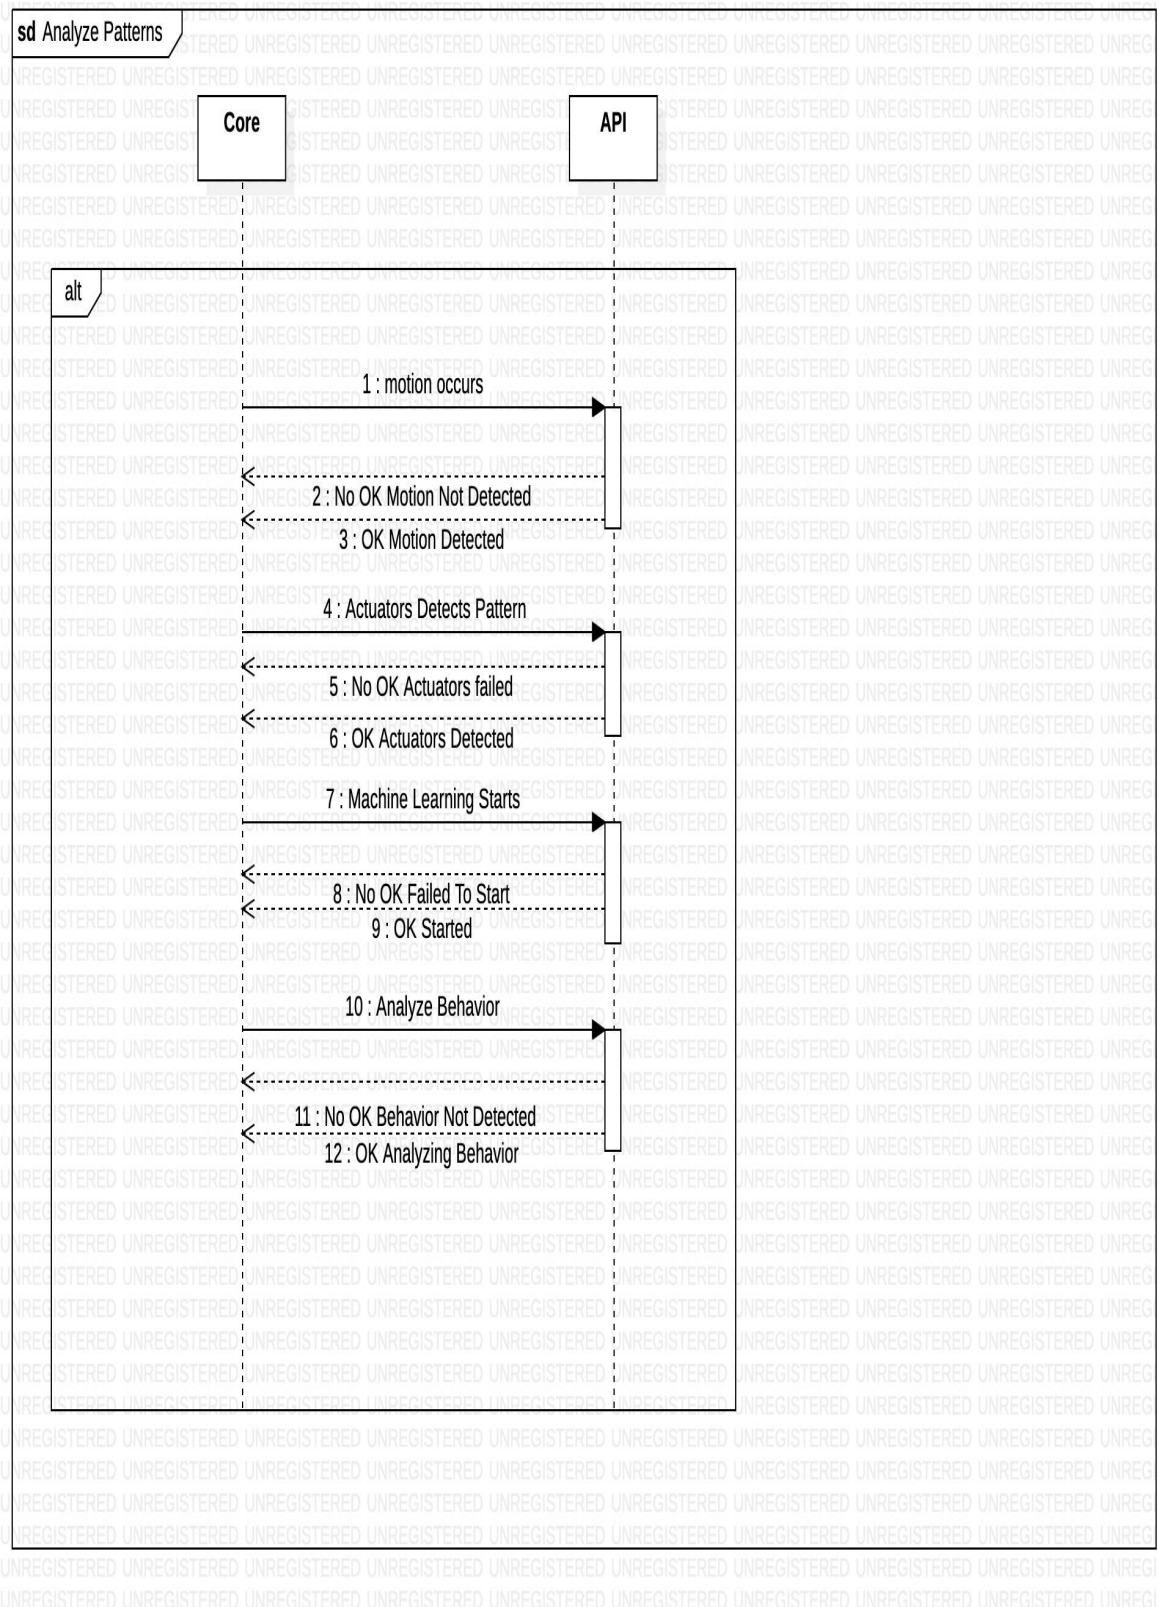 sd Analyze Patterns
Core
API
alt
1 : motion occurs
2 : No OK Motion Not Detected
3 : OK Motion Detected
4 : Actuators Detects Pattern
5 : No OK Actuators failed
6 : OK Actuators Detected
7 : Machine Learning Starts
8 : No OK Failed To Start
9 : OK Started
10 : Analyze Behavior
11 : No OK Behavior Not Detected
12 : OK Analyzing Behavior
UNREGISTERED